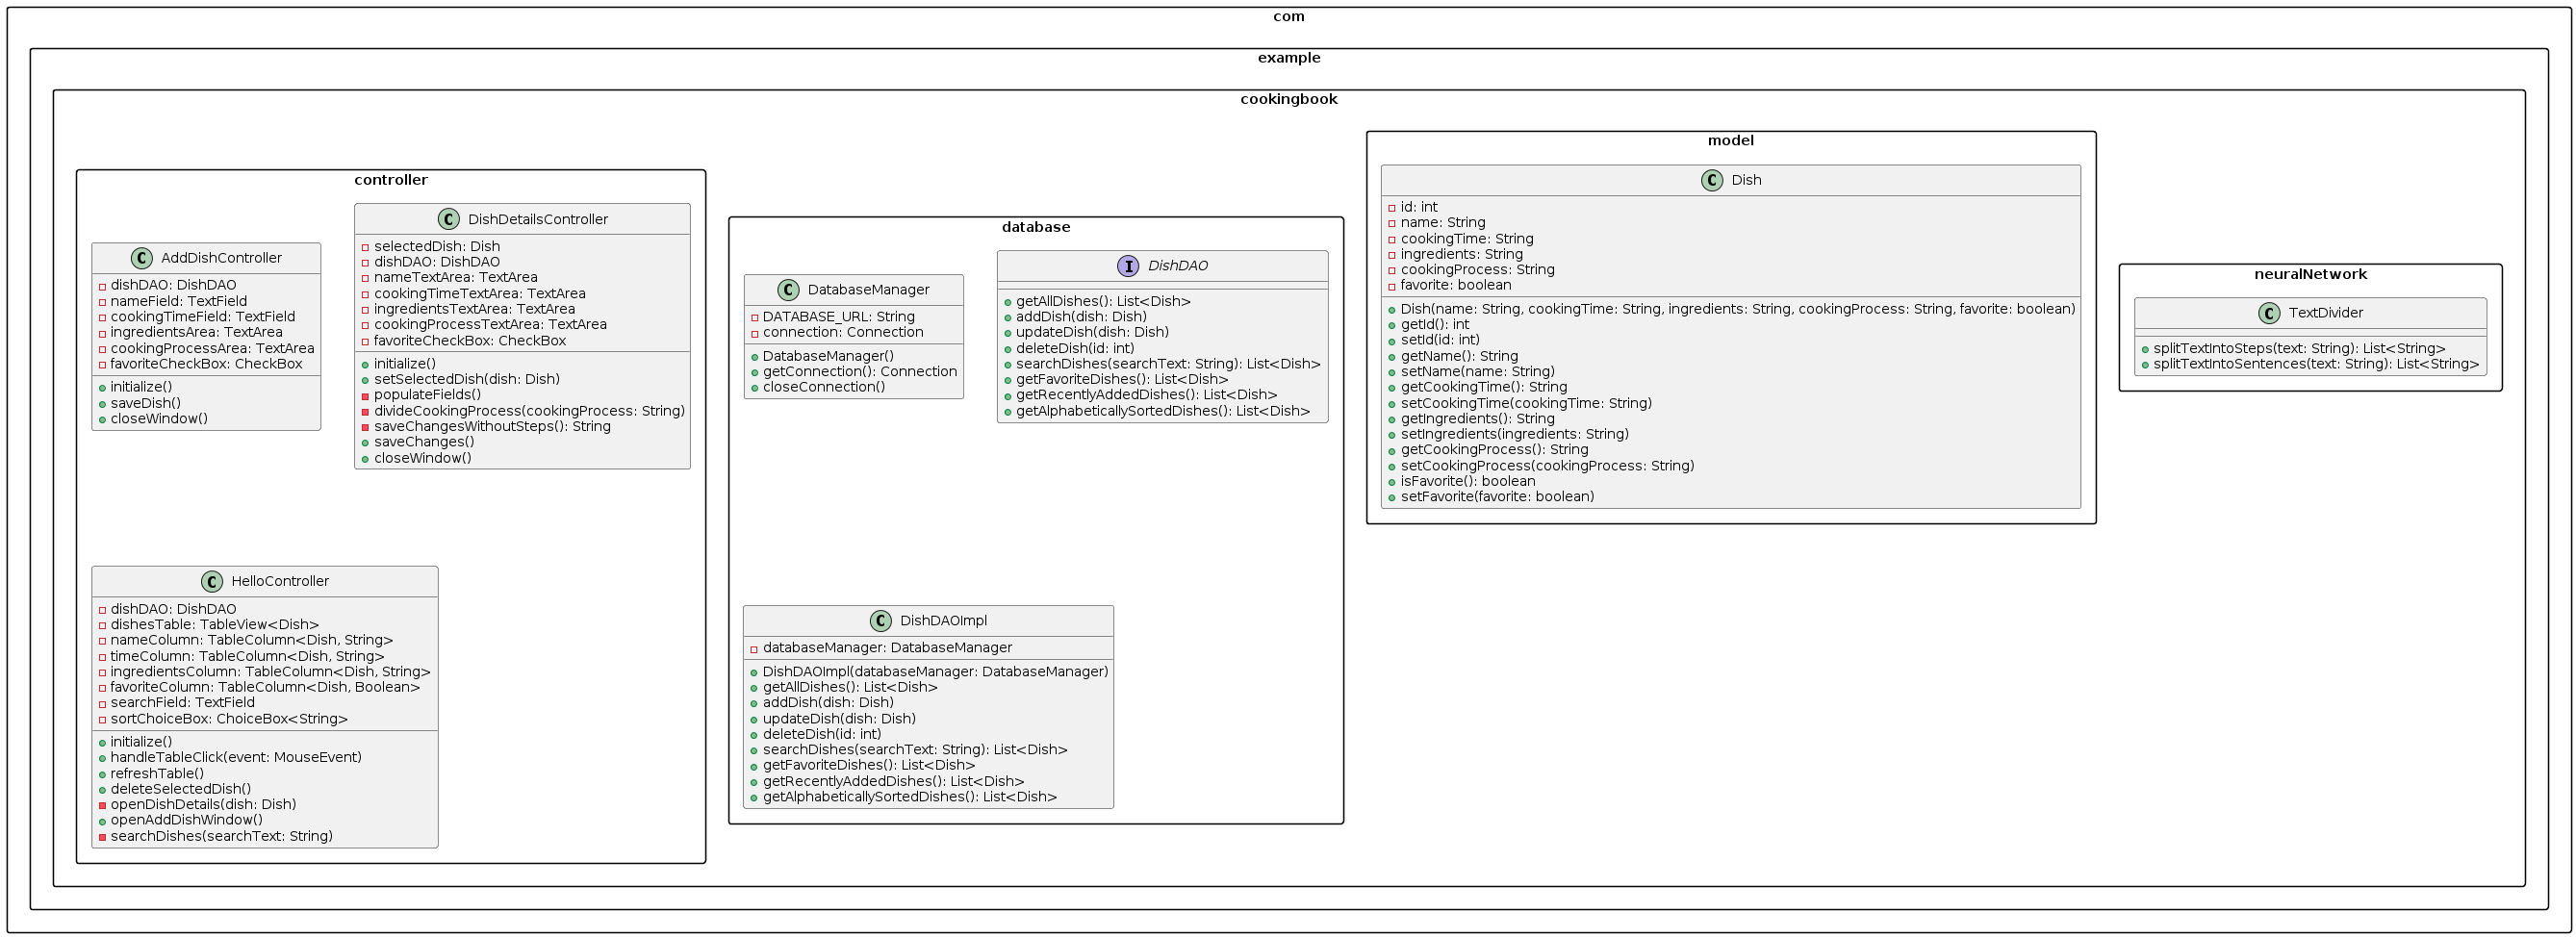 com
example
cookingbook
controller
C AddDishController
dishDAO: DishDAO
nameField: TextField
cookingTimeField: TextField
ingredientsArea: TextArea
cookingProcessArea: TextArea
favoriteCheckBox: CheckBox
initialize()
saveDish()
closeWindow()
C DishDetailsController
selectedDish: Dish
dishDAO: DishDAO
nameTextArea: TextArea
cookingTimeTextArea: TextArea
ingredientsTextArea: TextArea
cookingProcessTextArea: TextArea
favoriteCheckBox: CheckBox
initialize()
setSelectedDish(dish: Dish)
populateFields()
divideCookingProcess(cookingProcess: String)
saveChangesWithoutSteps(): String
saveChanges()
closeWindow()
C HelloController
dishDAO: DishDAO
dishesTable: TableView<Dish>
nameColumn: TableColumn<Dish, String>
timeColumn: TableColumn<Dish, String>
ingredientsColumn: TableColumn<Dish, String>
favoriteColumn: TableColumn<Dish, Boolean>
searchField: TextField
sortChoiceBox: ChoiceBox<String>
initialize()
handleTableClick(event: MouseEvent)
refreshTable()
deleteSelectedDish()
openDishDetails(dish: Dish)
openAddDishWindow()
searchDishes(searchText: String)
database
C DatabaseManager
DATABASE_URL: String
connection: Connection
DatabaseManager()
getConnection(): Connection
closeConnection()
I DishDAO
getAllDishes(): List<Dish>
addDish(dish: Dish)
updateDish(dish: Dish)
deleteDish(id: int)
searchDishes(searchText: String): List<Dish>
getFavoriteDishes(): List<Dish>
getRecentlyAddedDishes(): List<Dish>
getAlphabeticallySortedDishes(): List<Dish>
C DishDAOImpl
databaseManager: DatabaseManager
DishDAOImpl(databaseManager: DatabaseManager)
getAllDishes(): List<Dish>
addDish(dish: Dish)
updateDish(dish: Dish)
deleteDish(id: int)
searchDishes(searchText: String): List<Dish>
getFavoriteDishes(): List<Dish>
getRecentlyAddedDishes(): List<Dish>
getAlphabeticallySortedDishes(): List<Dish>
model
C Dish
id: int
name: String
cookingTime: String
ingredients: String
cookingProcess: String
favorite: boolean
Dish(name: String, cookingTime: String, ingredients: String, cookingProcess: String, favorite: boolean)
getId(): int
setId(id: int)
getName(): String
setName(name: String)
getCookingTime(): String
setCookingTime(cookingTime: String)
getIngredients(): String
setIngredients(ingredients: String)
getCookingProcess(): String
setCookingProcess(cookingProcess: String)
isFavorite(): boolean
setFavorite(favorite: boolean)
neuralNetwork
C TextDivider
splitTextIntoSteps(text: String): List<String>
splitTextIntoSentences(text: String): List<String>